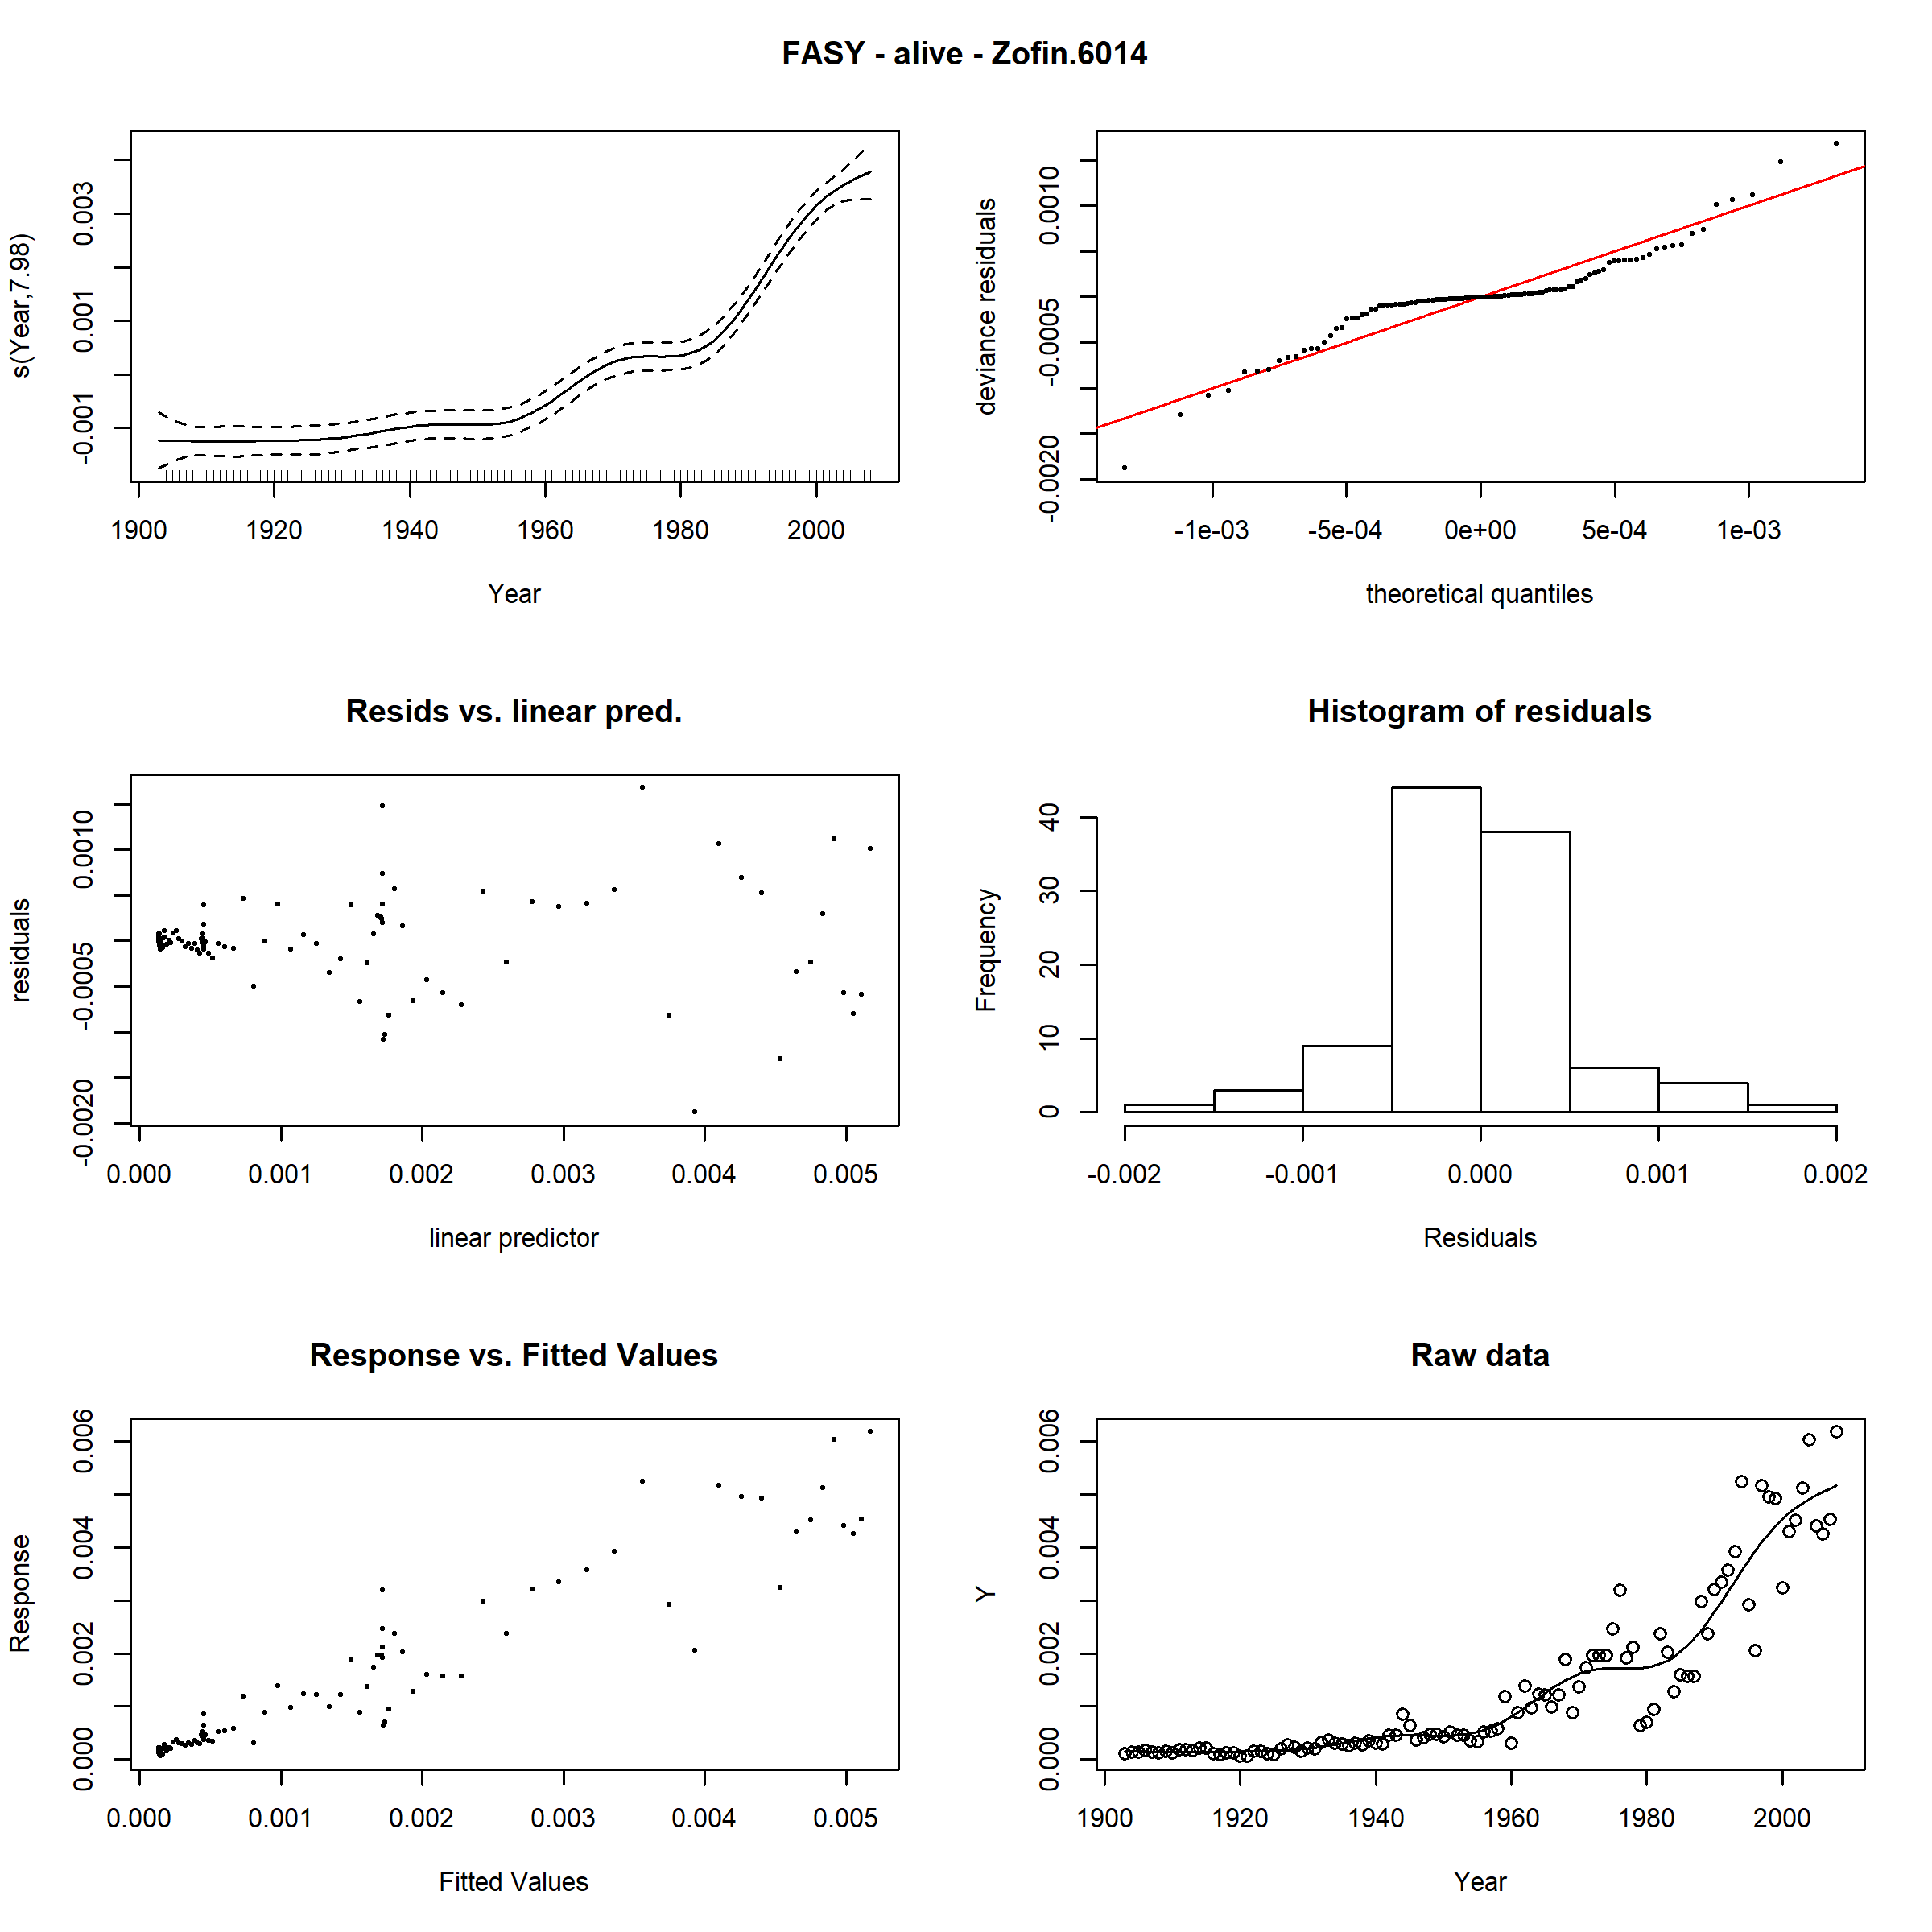 FASY - alive - Zofin.6014
s(Year,7.98)
-0.001 0.001 0.003
1900 1920 1940 1960 1980 2000
Year
deviance residuals
-0.0020 -0.0005 0.0010
-1e-03 -5e-04 0e+00 5e-04 1e-03
theoretical quantiles
Resids vs. linear pred.
residuals
-0.0020 -0.0005 0.0010
0.000 0.001 0.002 0.003 0.004 0.005
linear predictor
Histogram of residuals
Frequency
0 10 20 30 40
-0.002 -0.001 0.000 0.001 0.002
Residuals
Response vs. Fitted Values
Response
0.000 0.002 0.004 0.006
0.000 0.001 0.002 0.003 0.004 0.005
Fitted Values
Raw data
Y
0.000 0.002 0.004 0.006
1900 1920 1940 1960 1980 2000
Year